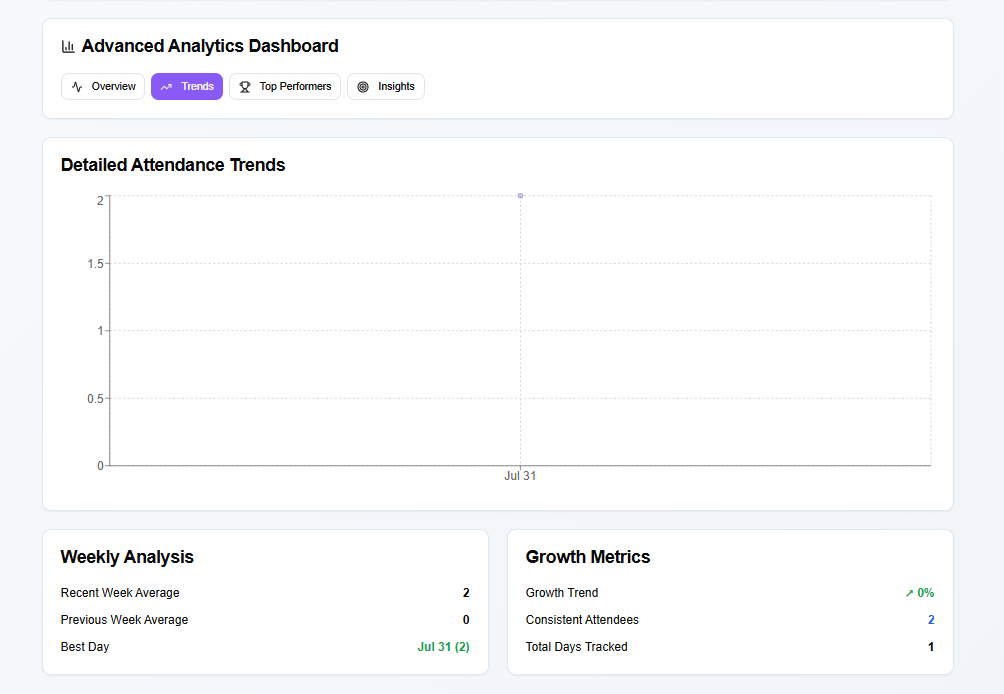 Advanced Analytics Dashboard
Overview Trends Top Performers Insights
Detailed Attendance Trends
2
1.5
1
0.5
0
Jul 31
Weekly Analysis
Recent Week Average 2
Previous Week Average 0
Best Day Jul 31 (2)
Growth Metrics
Growth Trend ↗ 0%
Consistent Attendees 2
Total Days Tracked 1